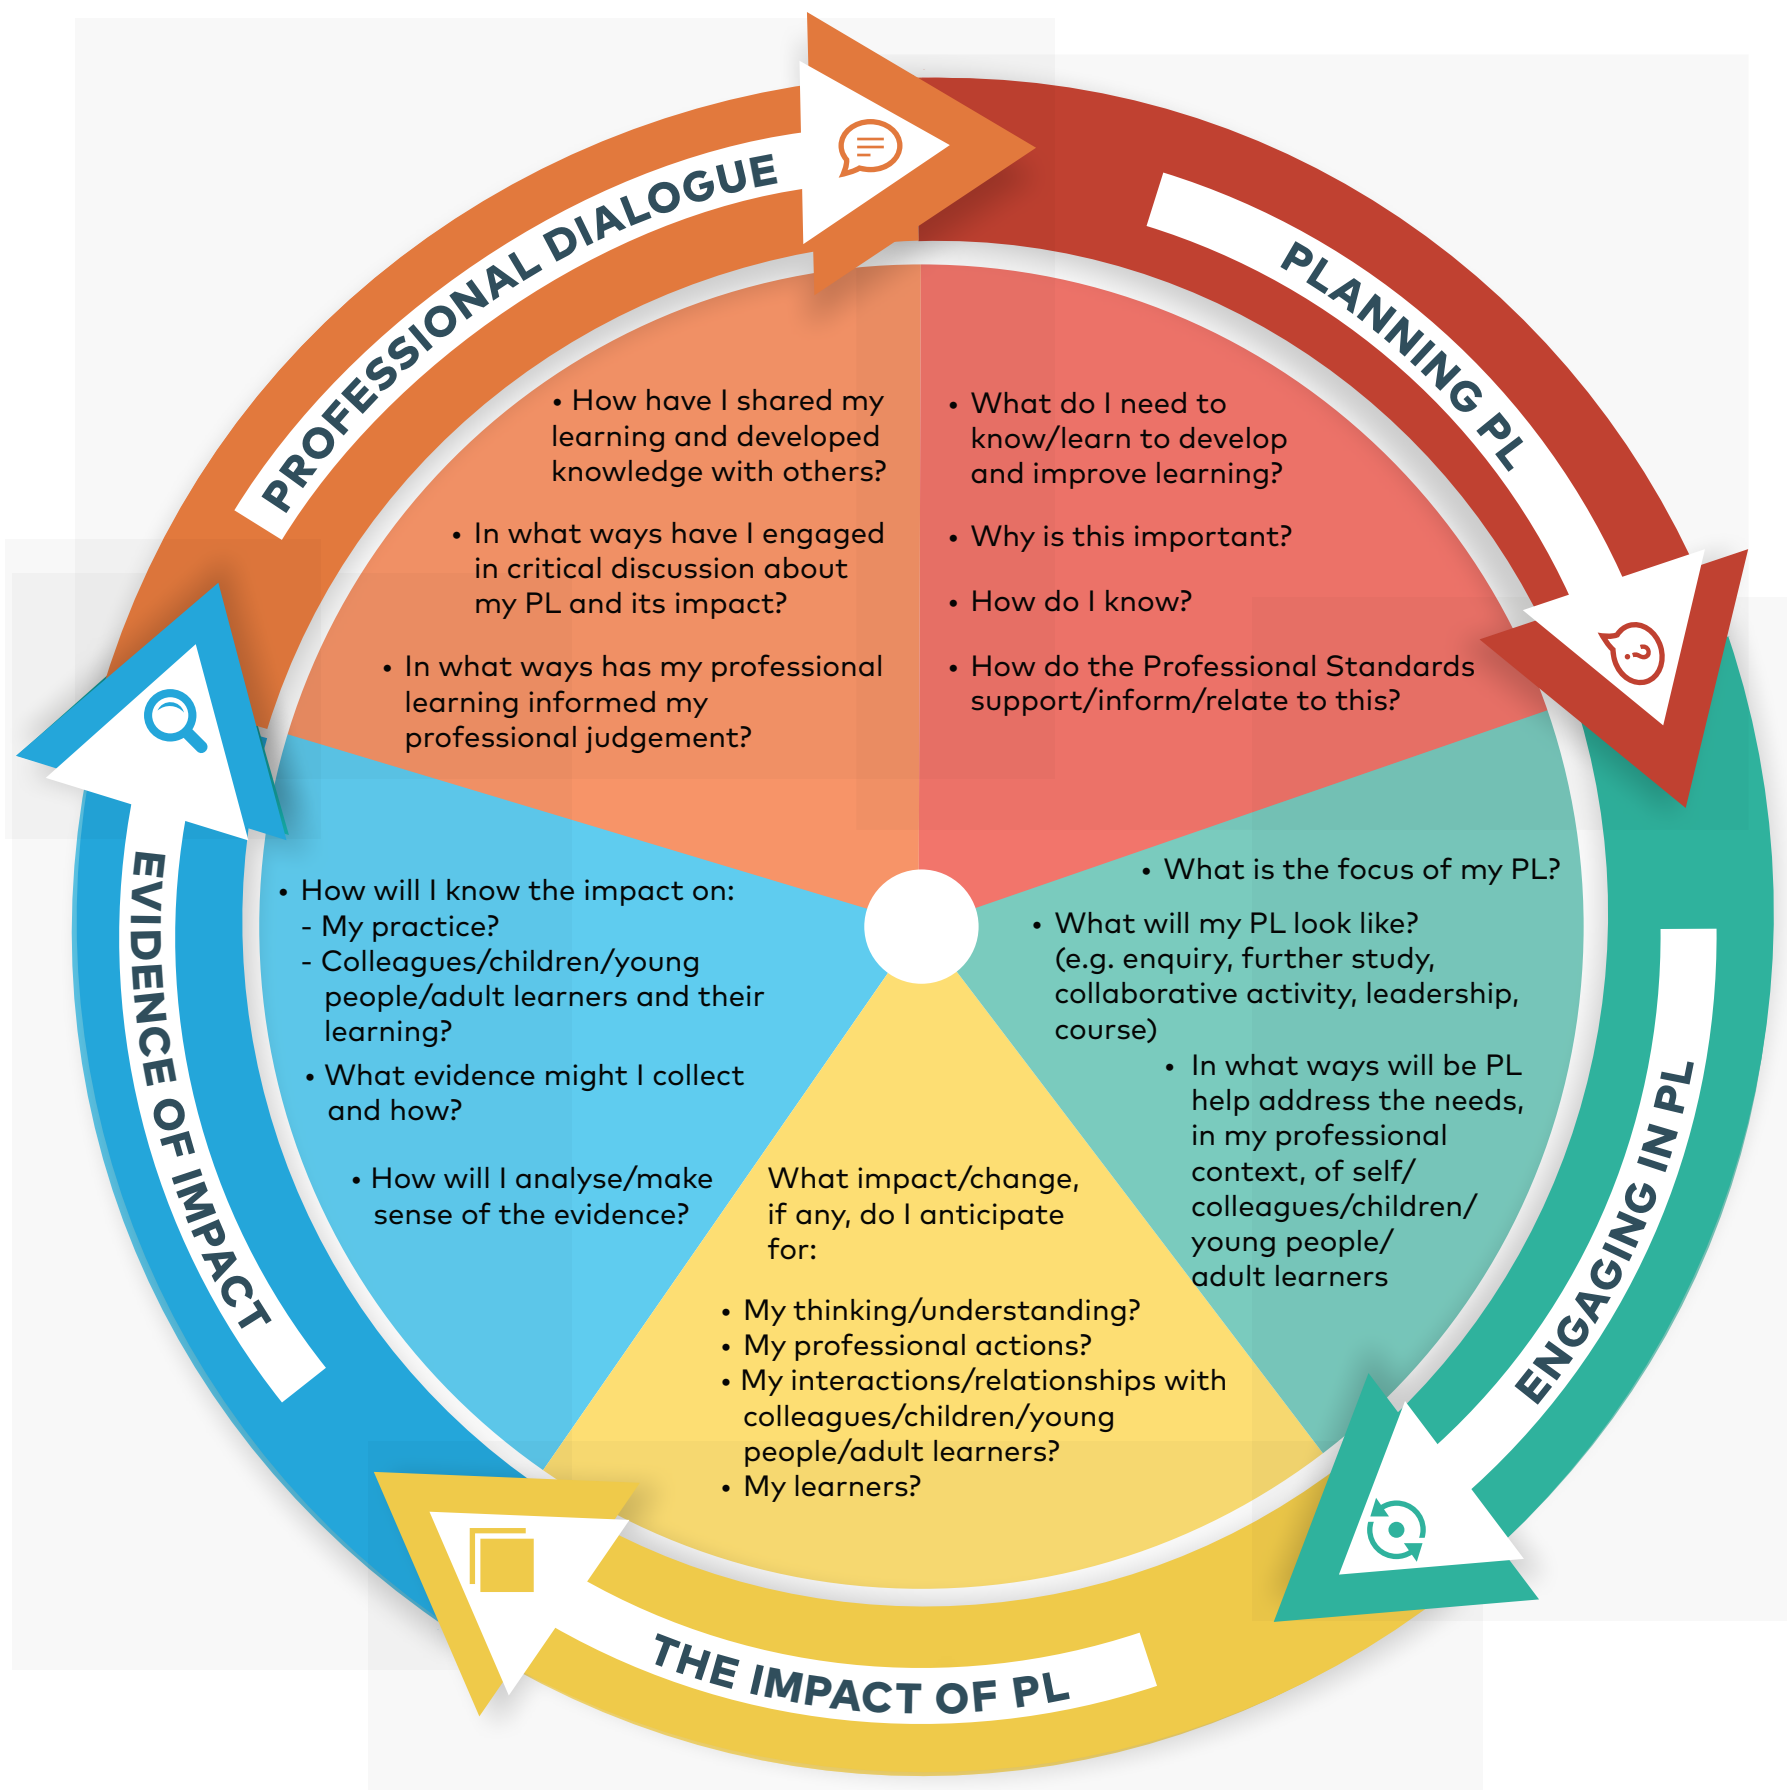 PROFESSIONAL DIALOGUE
• How have I shared my
learning and developed
knowledge with others?
• In what ways have I engaged
in critical discussion about
my PL and its impact?
• In what ways has my professional
learning informed my
professional judgement?
PLANNING PL
• What do I need to
know/learn to develop
and improve learning?
• Why is this important?
• How do I know?
• How do the Professional Standards
support/inform/relate to this?
?
ENGAGING IN PL
• What is the focus of my PL?
• What will my PL look like?
(e.g. enquiry, further study,
collaborative activity, leadership,
course)
• In what ways will be PL
help address the needs,
in my professional
context, of self/
colleagues/children/
young people/
adult learners
THE IMPACT OF PL
What impact/change,
if any, do I anticipate
for:
• My thinking/understanding?
• My professional actions?
• My interactions/relationships with
colleagues/children/young
people/adult learners?
• My learners?
EVIDENCE OF IMPACT
• How will I know the impact on:
- My practice?
- Colleagues/children/young
people/adult learners and their
learning?
• What evidence might I collect
and how?
• How will I analyse/make
sense of the evidence?